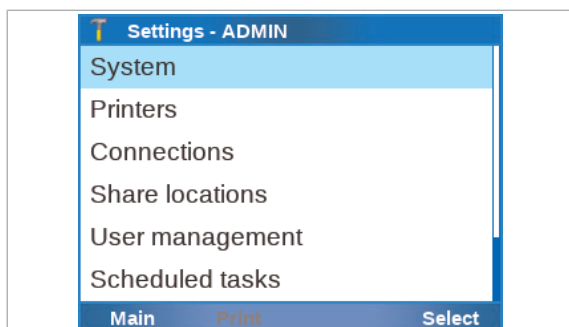 Settings - ADMIN
System
Printers
Connections
Share locations
User management
Scheduled tasks
Main Print Select